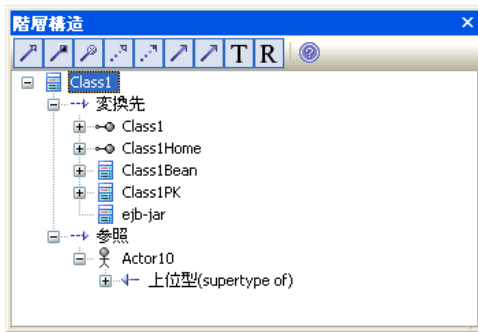 階層構造
T R
Class1
変換先
Class1
Class1Home
Class1Bean
Class1PK
ejb-jar
参照
Actor10
上位型(supertype of)